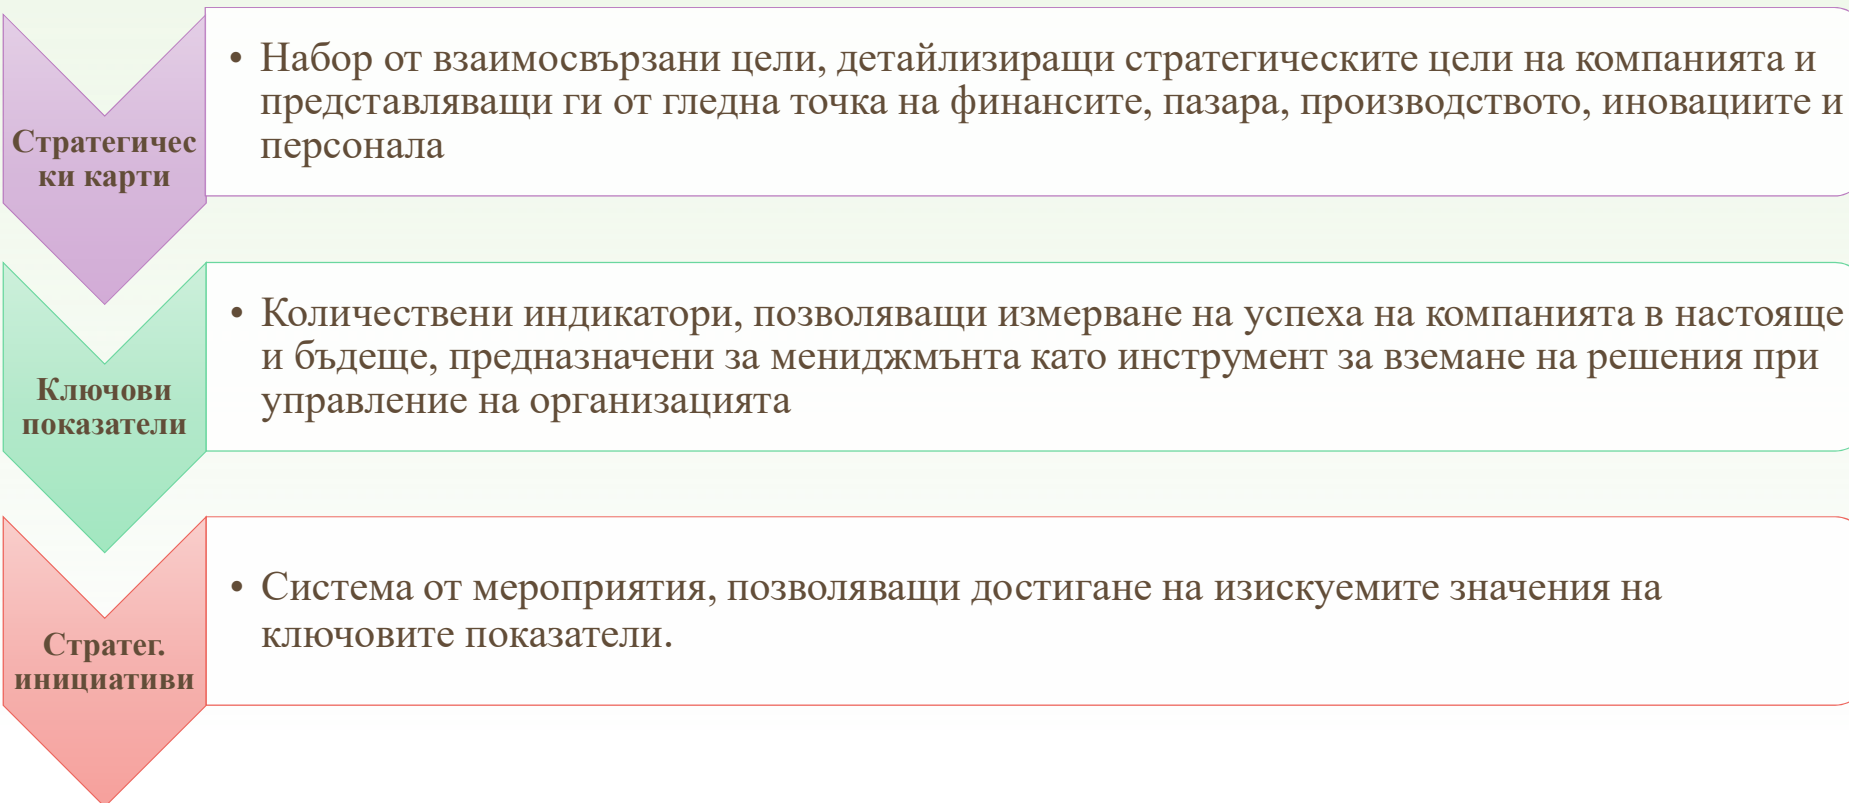 Стратегичес
ки карти
• Набор от взаимосвързани цели, детайлизиращи стратегическите цели на компанията и
представляващи ги от гледна точка на финансите, пазара, производството, иновациите и
персонала
Ключови
показатели
• Количествени индикатори, позволяващи измерване на успеха на компанията в настояще
и бъдеще, предназначени за мениджмънта като инструмент за вземане на решения при
управление на организацията
Стратег.
инициативи
• Система от мероприятия, позволяващи достигане на изискуемите значения на
ключовите показатели.